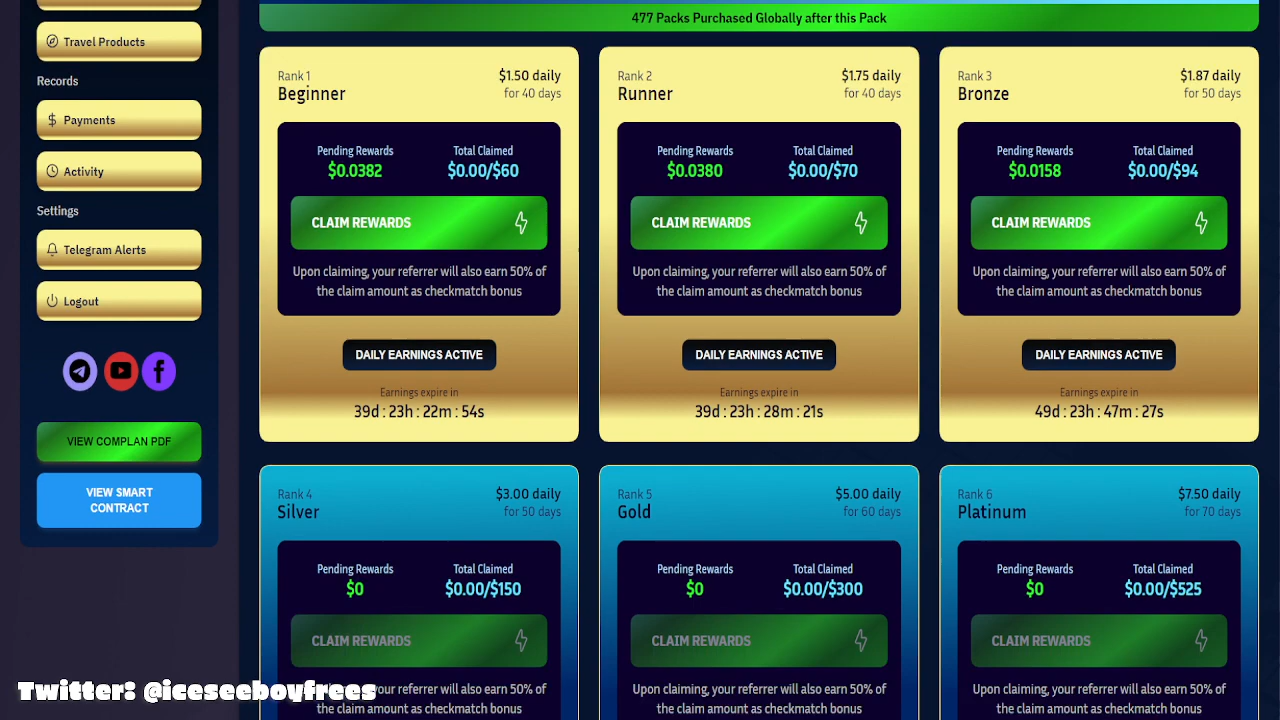 477 Packs Purchased Globally after this Pack
Travel Products
Records
Payments
Activity
Settings
Telegram Alerts
Logout
VIEW COMPLAN PDF
VIEW SMART
CONTRACT
Rank 1
Beginner
$1.50 daily
for 40 days
Pending Rewards
$0.0382
Total Claimed
$0.00/$60
CLAIM REWARDS
Upon claiming, your referrer will also earn 50% of
the claim amount as checkmatch bonus
DAILY EARNINGS ACTIVE
Earnings expire in
39d : 23h : 22m : 54s
Rank 2
Runner
$1.75 daily
for 40 days
Pending Rewards
$0.0380
Total Claimed
$0.00/$70
CLAIM REWARDS
Upon claiming, your referrer will also earn 50% of
the claim amount as checkmatch bonus
DAILY EARNINGS ACTIVE
Earnings expire in
39d : 23h : 28m : 21s
Rank 3
Bronze
$1.87 daily
for 50 days
Pending Rewards
$0.0158
Total Claimed
$0.00/$94
CLAIM REWARDS
Upon claiming, your referrer will also earn 50% of
the claim amount as checkmatch bonus
DAILY EARNINGS ACTIVE
Earnings expire in
49d : 23h : 47m : 27s
Rank 4
Silver
$3.00 daily
for 50 days
Pending Rewards
$0
Total Claimed
$0.00/$150
CLAIM REWARDS
your referrer will also earn 50% of
the claim amount as checkmatch bonus
Rank 5
Gold
$5.00 daily
for 60 days
Pending Rewards
$0
Total Claimed
$0.00/$300
CLAIM REWARDS
Upon claiming, your referrer will also earn 50% of
the claim amount as checkmatch bonus
Rank 6
Platinum
$7.50 daily
for 70 days
Pending Rewards
$0
Total Claimed
$0.00/$525
CLAIM REWARDS
Upon claiming, your referrer will also earn 50% of
the claim amount as checkmatch bonus
Twitter: @iceseeboyfrees